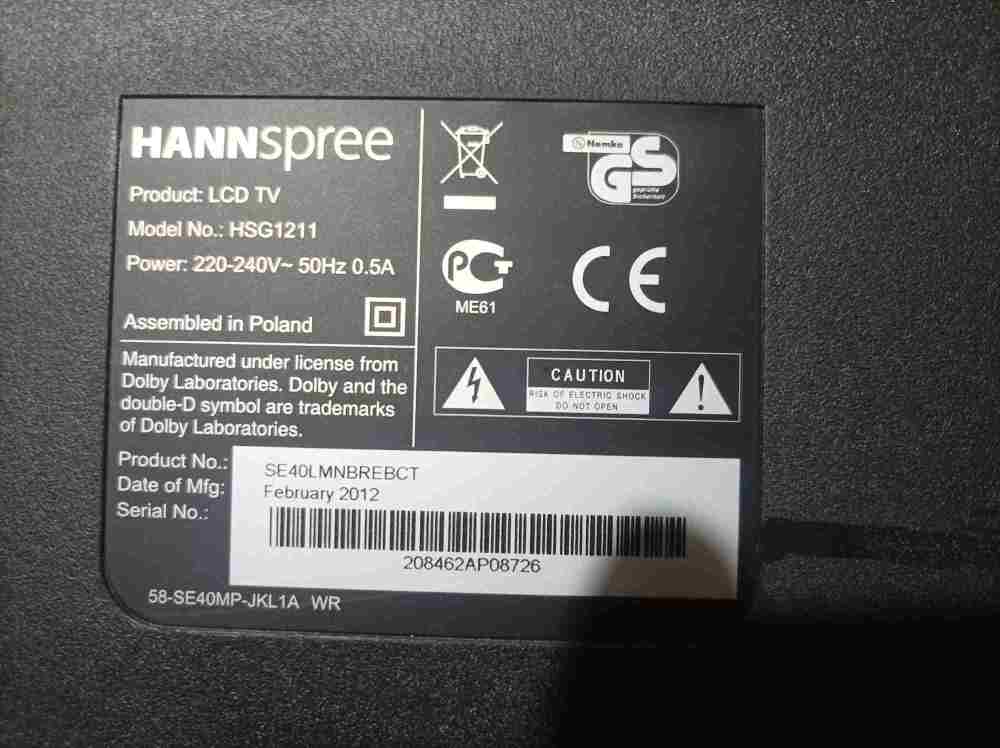 HANNspree
Product: LCD TV
Model No.: HSG1211
Power: 220-240V~ 50Hz 0.5A
Assembled in Poland
Manufactured under license from
Dolby Laboratories. Dolby and the
double-D symbol are trademarks
of Dolby Laboratories.
Nemko
GS
geprüfte
Sicherheit
PCT
ME61
CE
CAUTION
RISK OF ELECTRIC SHOCK
DO NOT OPEN
Product No.: SE40LMNBREBCT
Date of Mfg: February 2012
Serial No.:
208462AP08726
58-SE40MP-JKL1A WR